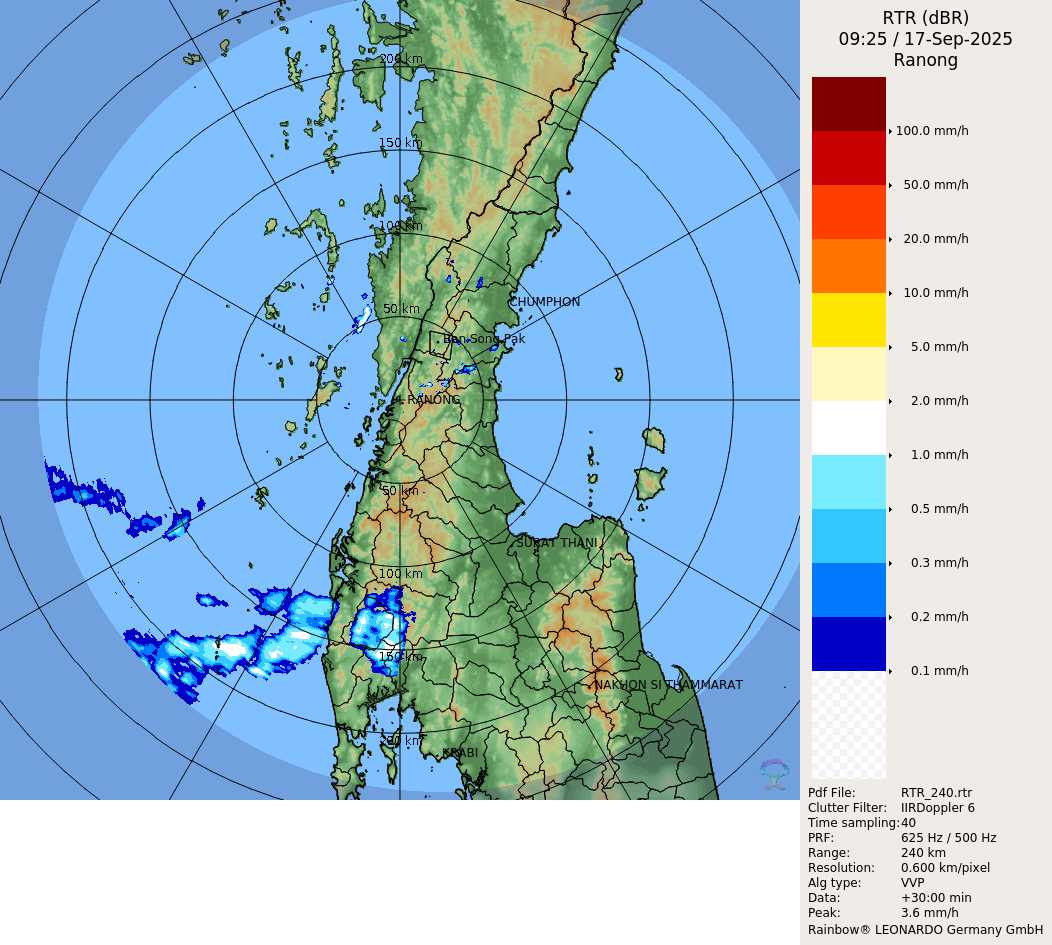 RTR (dBR)
09:25 / 17-Sep-2025
Ranong
200 km
150 km
100 km
50 km
CHUMPHON
Ban Song Pak
RANONG
50 km
SURAT THANI
100 km
150 km
NAKHON SI THAMMARAT
200 km
KRABI
100.0 mm/h
50.0 mm/h
20.0 mm/h
10.0 mm/h
5.0 mm/h
2.0 mm/h
1.0 mm/h
0.5 mm/h
0.3 mm/h
0.2 mm/h
0.1 mm/h
Pdf File: RTR_240.rtr
Clutter Filter: IIRDoppler 6
Time sampling:40
PRF: 625 Hz / 500 Hz
Range: 240 km
Resolution: 0.600 km/pixel
Alg type: VVP
Data: +30:00 min
Peak: 3.6 mm/h
Rainbow® LEONARDO Germany GmbH